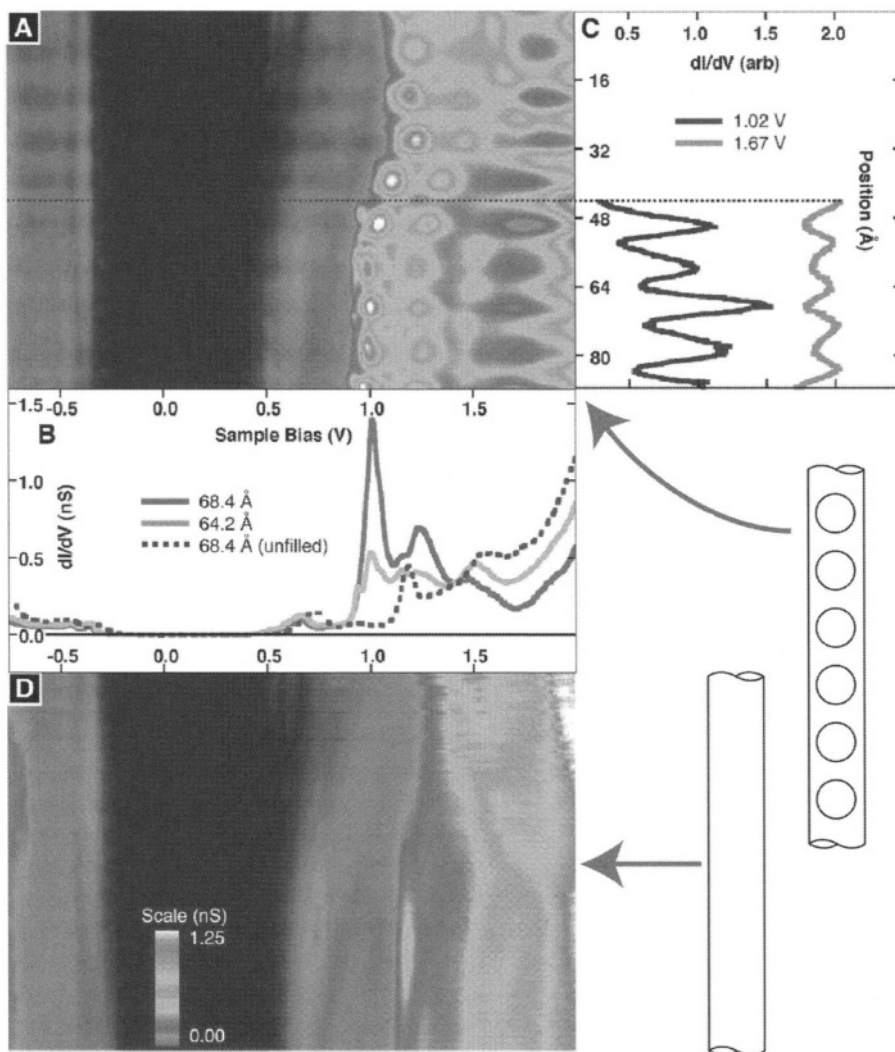 A
C
0.5 1.0 1.5 2.0
dI/dV (arb)
1.02 V
1.67 V
16
32
48
64
80
Position (Å)
-0.5 0.0 0.5 1.0 1.5
Sample Bias (V)
B
1.5
1.0
0.5
0.0
dI/dV (nS)
68.4 Å
64.2 Å
68.4 Å (unfilled)
-0.5 0.0 0.5 1.0 1.5
D
Scale (nS)
1.25
0.00